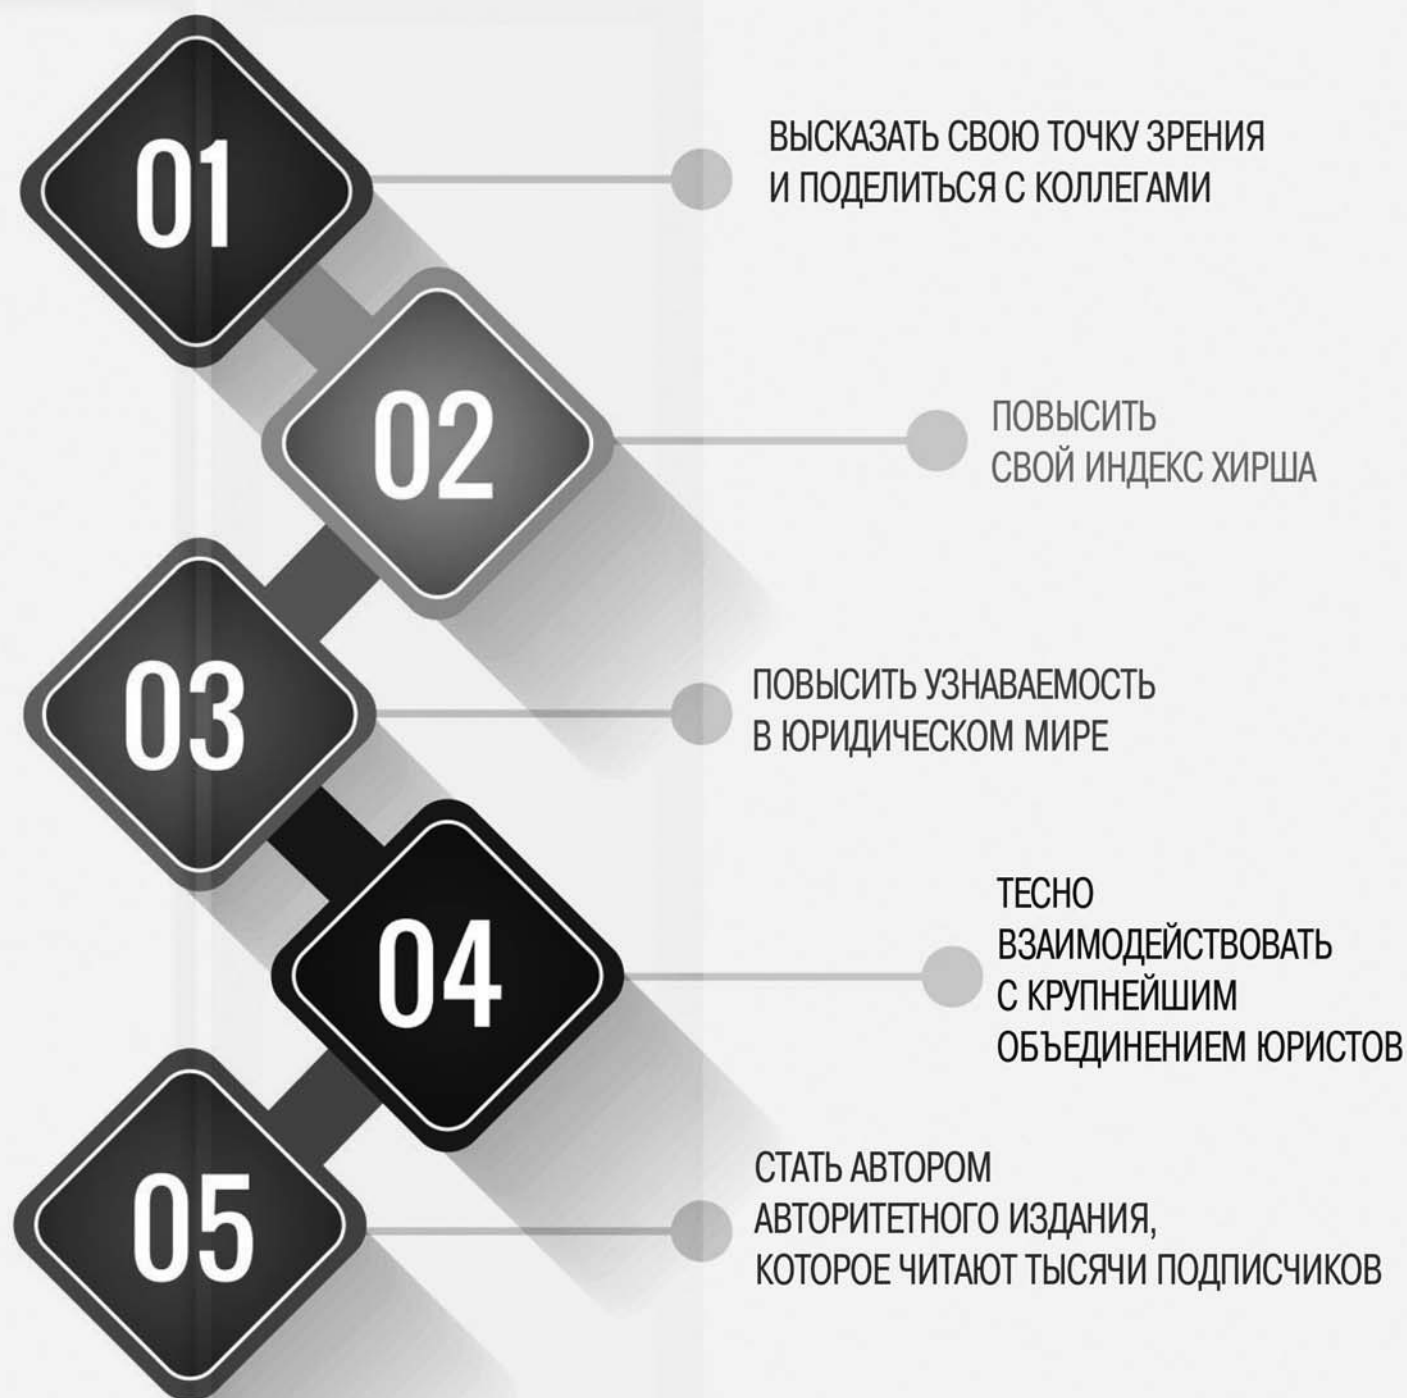 01
ВЫСКАЗАТЬ СВОЮ ТОЧКУ ЗРЕНИЯ
И ПОДЕЛИТЬСЯ С КОЛЛЕГАМИ
02
ПОВЫСИТЬ
СВОЙ ИНДЕКС ХИРША
03
ПОВЫСИТЬ УЗНАВАЕМОСТЬ
В ЮРИДИЧЕСКОМ МИРЕ
04
ТЕСНО
ВЗАИМОДЕЙСТВОВАТЬ
С КРУПНЕЙШИМ
ОБЪЕДИНЕНИЕМ ЮРИСТОВ
05
СТАТЬ АВТОРОМ
АВТОРИТЕТНОГО ИЗДАНИЯ,
КОТОРОЕ ЧИТАЮТ ТЫСЯЧИ ПОДПИСЧИКОВ